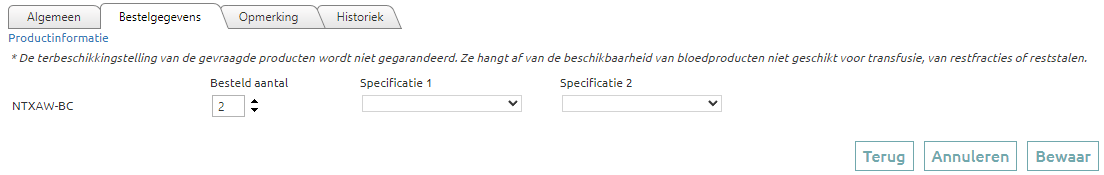 Algemeen Bestelgegevens Opmerking Historiek
Productinformatie
* De terbeschikkingstelling van de gevraagde producten wordt niet gegarandeerd. Ze hangt af van de beschikbaarheid van bloedproducten niet geschikt voor transfusie, van restfracties of reststalen.
Besteld aantal Specificatie 1 Specificatie 2
NTXAW-BC 2
Terug Annuleren Bewaar